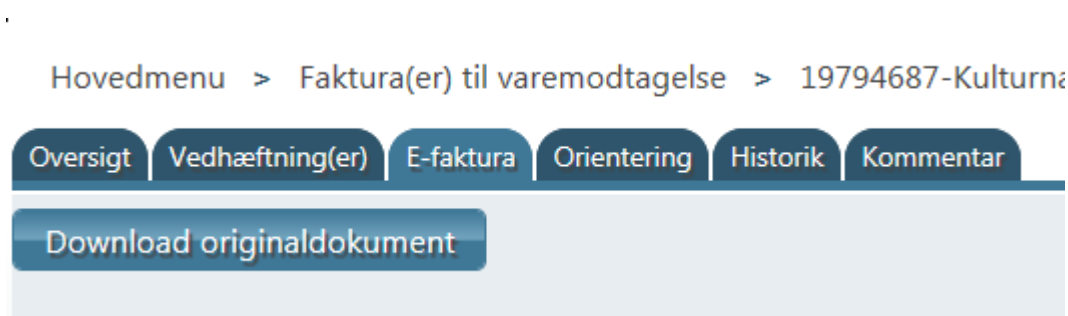 Hovedmenu > Faktura(er) til varemodtagelse > 19794687-Kulturna
Oversigt Vedhæftning(er) E-faktura Orientering Historik Kommentar
Download originaldokument